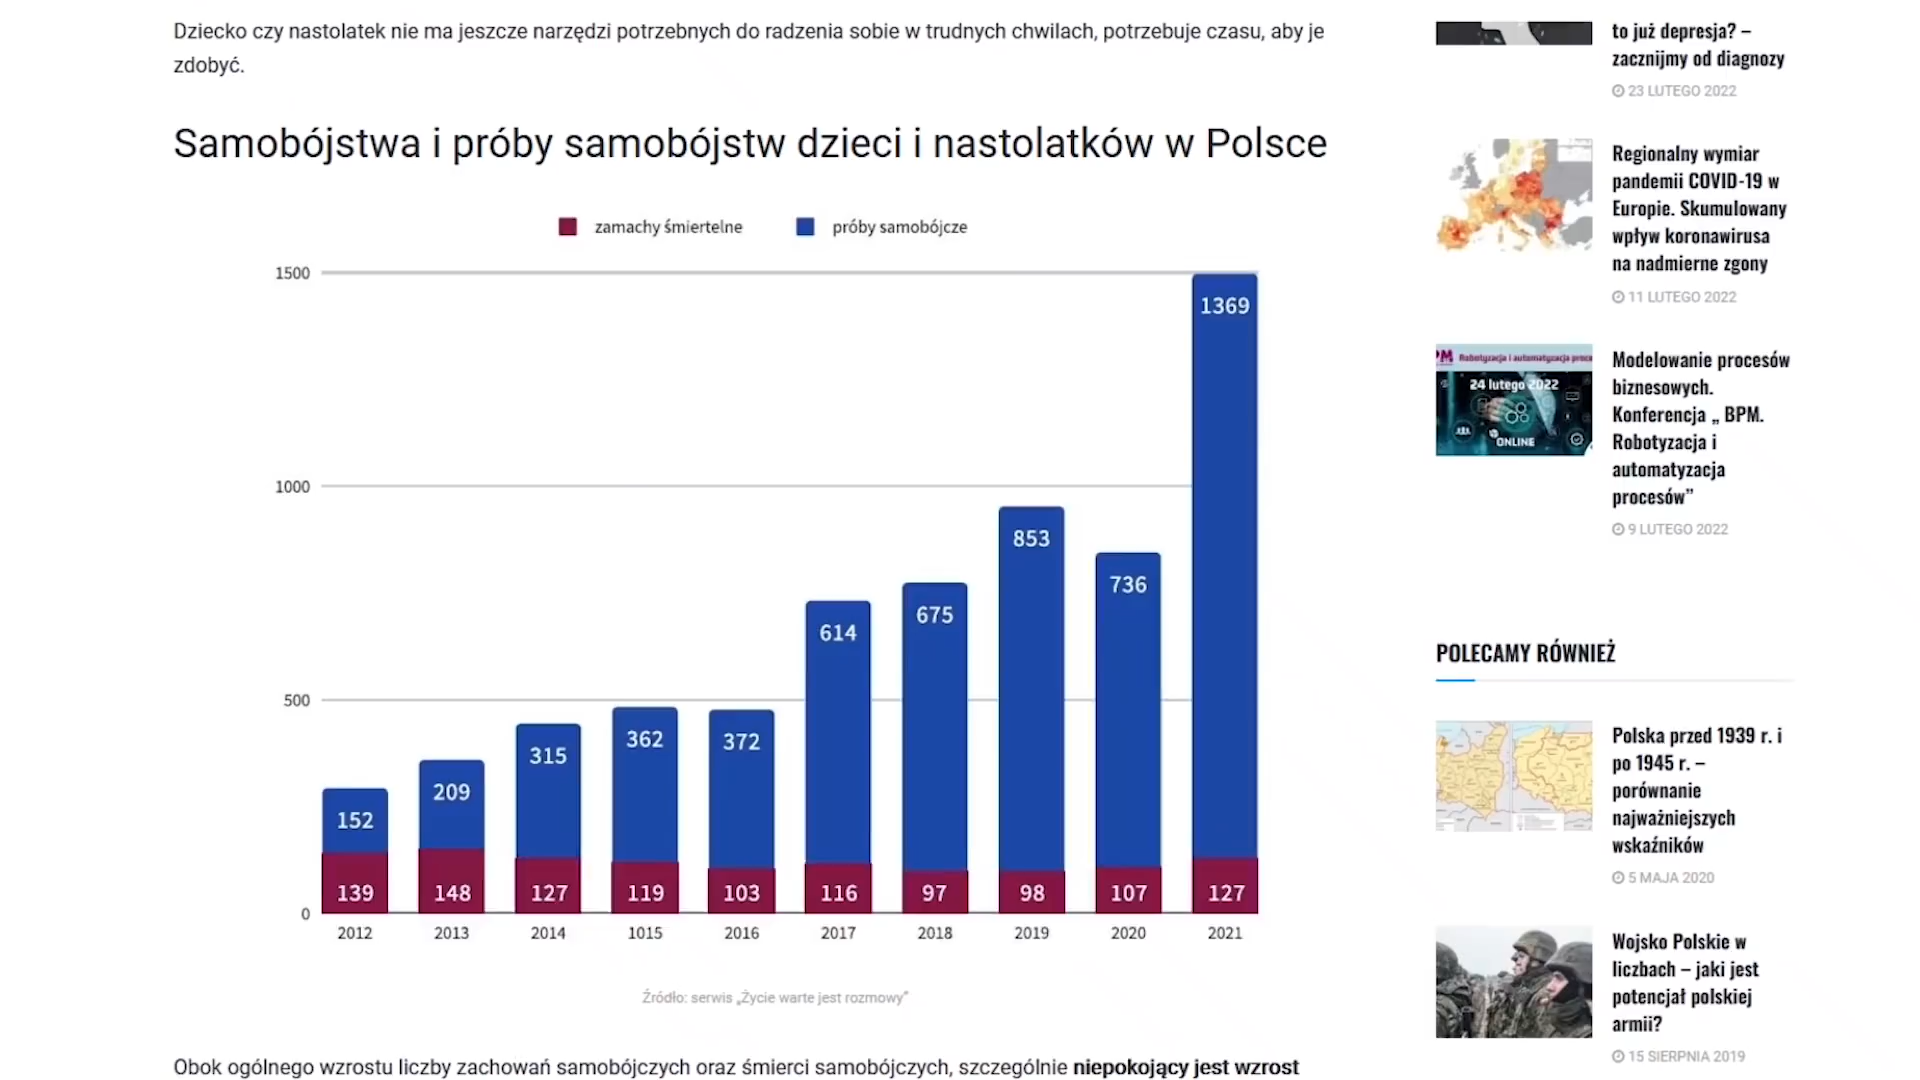 Dziecko czy nastolatek nie ma jeszcze narzędzi potrzebnych do radzenia sobie w trudnych chwilach, potrzebuje czasu, aby je
zdobyć.
Samobójstwa i próby samobójstw dzieci i nastolatków w Polsce
zamachy śmiertelne próby samobójcze
1500
1000
500
0
152
209
315
362
372
614
675
853
736
1369
139
148
127
119
103
116
97
98
107
127
2012 2013 2014 1015 2016 2017 2018 2019 2020 2021
Źródło: serwis „Życie warte jest rozmowy”
Obok ogólnego wzrostu liczby zachowań samobójczych oraz śmierci samobójczych, szczególnie niepokojący jest wzrost
to już depresja? –
zacznijmy od diagnozy
23 LUTEGO 2022
Regionalny wymiar
pandemii COVID-19 w
Europie. Skumulowany
wpływ koronawirusa
na nadmierne zgony
11 LUTEGO 2022
PM Robotyzacja i automatyzacja proce
24 lutego 2022
ONLINE
Modelowanie procesów
biznesowych.
Konferencja „ BPM.
Robotyzacja i
automatyzacja
procesów”
9 LUTEGO 2022
POLECAMY RÓWNIEŻ
Polska przed 1939 r. i
po 1945 r. –
porównanie
najważniejszych
wskaźników
5 MAJA 2020
Wojsko Polskie w
liczbach – jaki jest
potencjał polskiej
armii?
15 SIERPNIA 2019